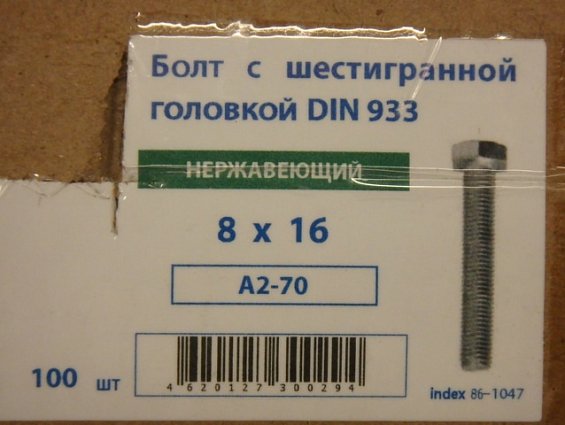 Болт с шестигранной
головкой DIN 933
НЕРЖАВЕЮЩИЙ
8 x 16
A2-70
100 шт
4 620127 300294
index 86-1047